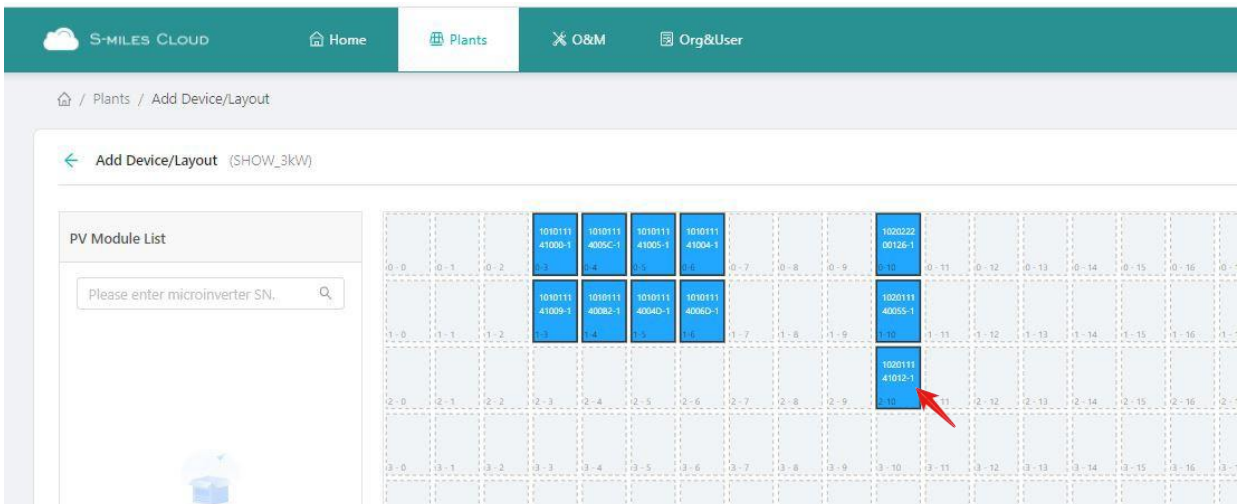 S-MILES CLOUD Home Plants O&M Org&User
/ Plants / Add Device/Layout
Add Device/Layout (SHOW_3kW)
PV Module List
Please enter microinverter SN.
1010111 1010111 1010111 1010111 1020222
41000-1 4005C-1 41005-1 41004-1 00126-1
0 - 0 0 - 1 0 - 2 0-3 0-4 0-5 0-6 0 - 7 0 - 8 0 - 9 0-10 0 - 11 0 - 12 0 - 13 0 - 14 0 - 15 0 - 16
1010111 1010111 1010111 1010111 1020111
41009-1 40082-1 4004D-1 4006D-1 40055-1
1 - 0 1 - 1 1 - 2 1-3 1-4 1-5 1-6 1 - 7 1 - 8 1 - 9 1-10 1 - 11 1 - 12 1 - 13 1 - 14 1 - 15 1 - 16
1020111
41012-1
2 - 0 2 - 1 2 - 2 2 - 3 2 - 4 2 - 5 2 - 6 2 - 7 2 - 8 2 - 9 2-10 11 2 - 12 2 - 13 2 - 14 2 - 15 2 - 16
3 - 0 3 - 1 3 - 2 3 - 3 3 - 4 3 - 5 3 - 6 3 - 7 3 - 8 3 - 9 3 - 10 3 - 11 3 - 12 3 - 13 3 - 14 3 - 15 3 - 16